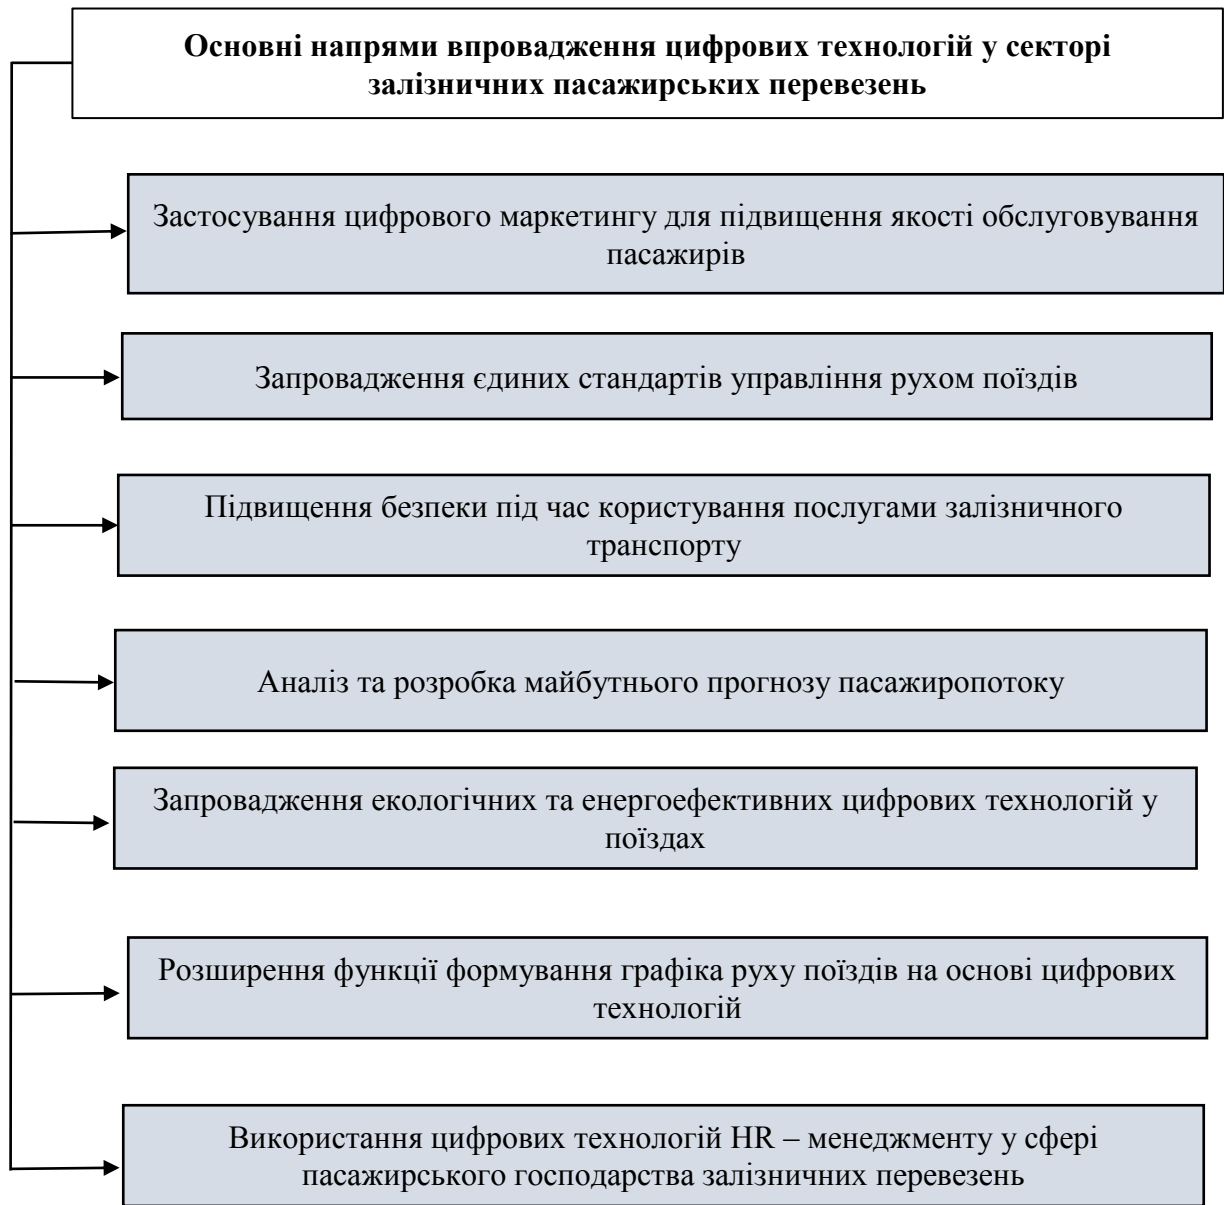 Основні напрями впровадження цифрових технологій у секторі
залізничних пасажирських перевезень
Застосування цифрового маркетингу для підвищення якості обслуговування
пасажирів
Запровадження єдиних стандартів управління рухом поїздів
Підвищення безпеки під час користування послугами залізничного
транспорту
Аналіз та розробка майбутнього прогнозу пасажиропотоку
Запровадження екологічних та енергоефективних цифрових технологій у
поїздах
Розширення функції формування графіка руху поїздів на основі цифрових
технологій
Використання цифрових технологій HR – менеджменту у сфері
пасажирського господарства залізничних перевезень